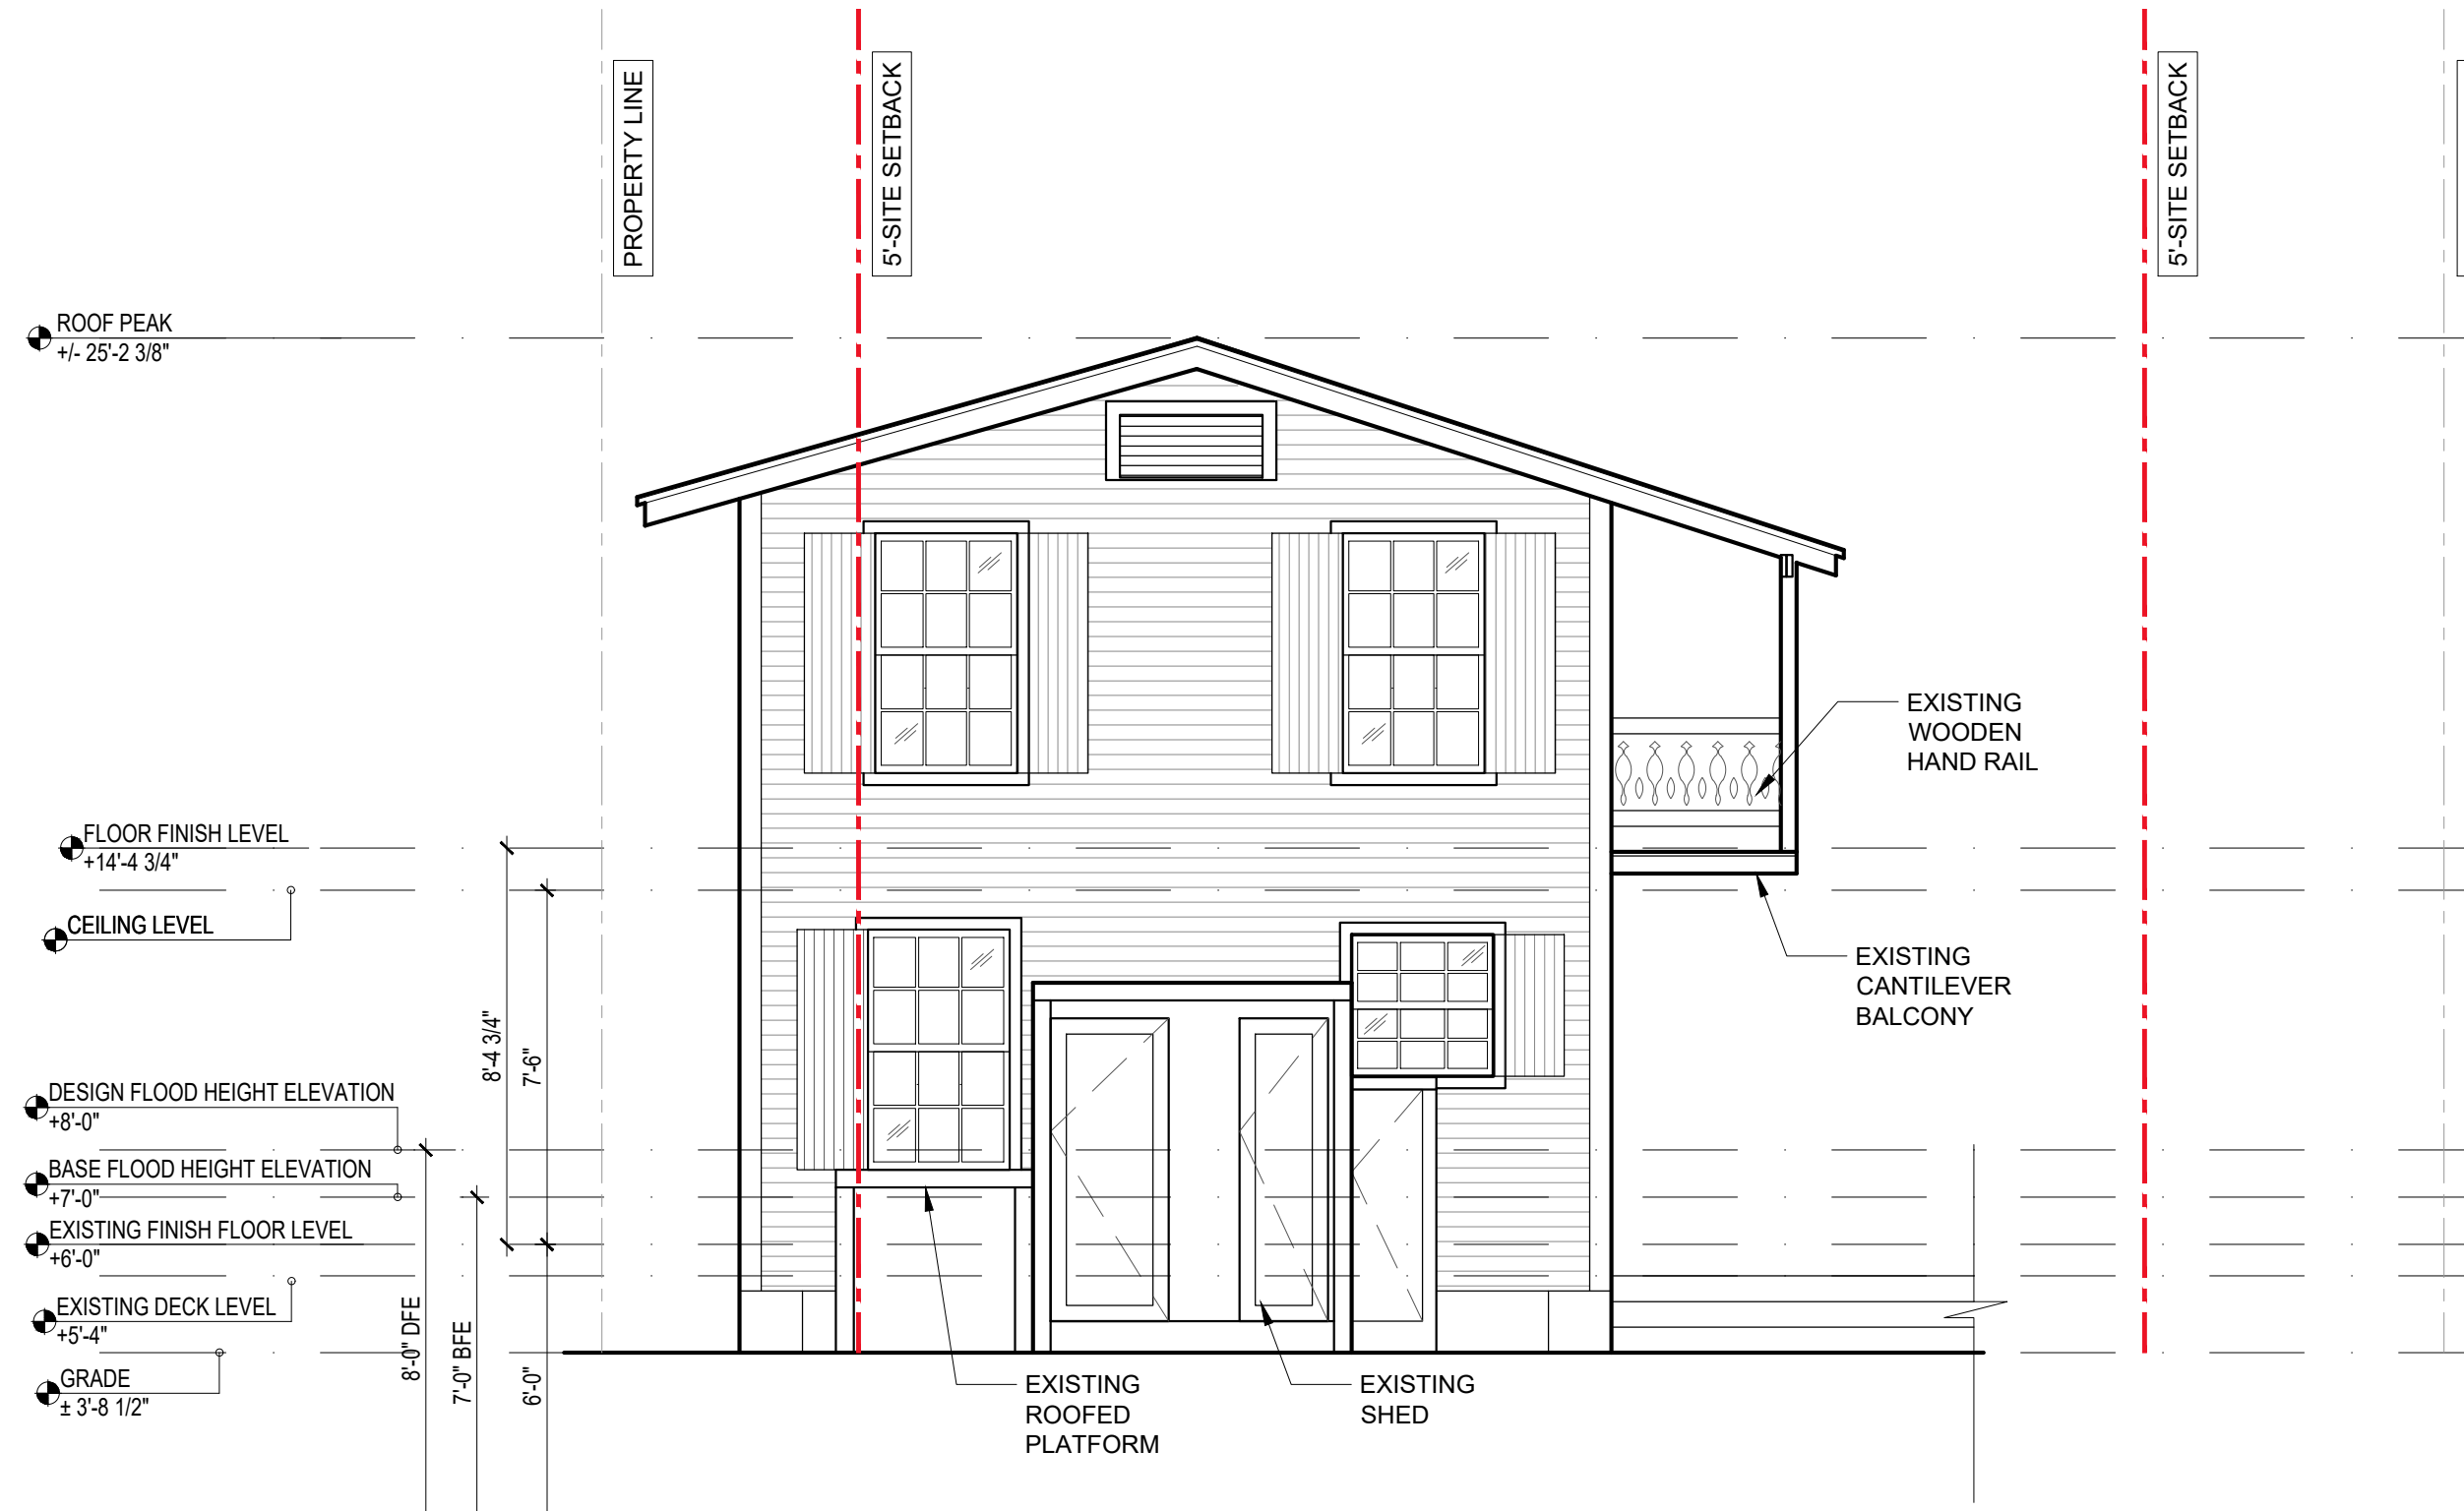 PROPERTY LINE
5'-SITE SETBACK
5'-SITE SETBACK
ROOF PEAK
+/- 25'-2 3/8"
EXISTING
WOODEN
HAND RAIL
FLOOR FINISH LEVEL
+14'-4 3/4"
CEILING LEVEL
EXISTING
CANTILEVER
BALCONY
8'-4 3/4"
7'-6"
DESIGN FLOOD HEIGHT ELEVATION
+8'-0"
BASE FLOOD HEIGHT ELEVATION
+7'-0"
EXISTING FINISH FLOOR LEVEL
+6'-0"
EXISTING DECK LEVEL
+5'-4"
GRADE
± 3'-8 1/2"
8'-0" DFE
7'-0" BFE
6'-0"
EXISTING
ROOFED
PLATFORM
EXISTING
SHED